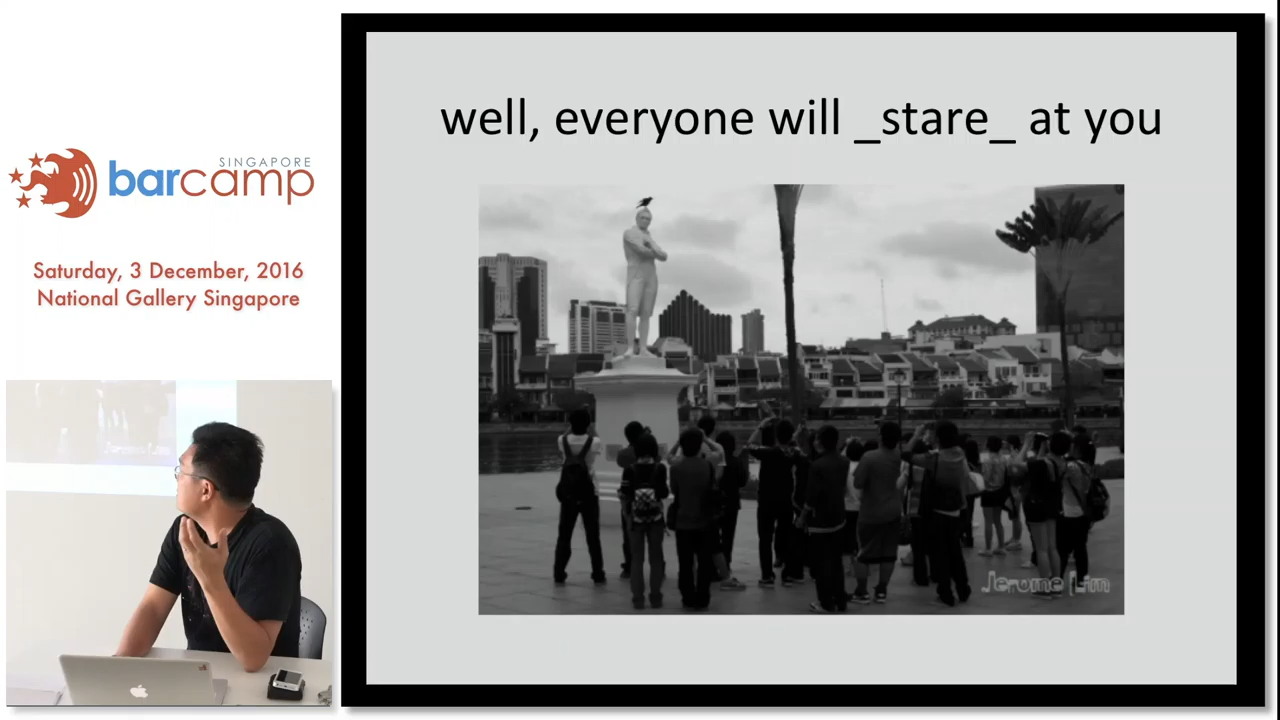 SINGAPORE
barcamp
Saturday, 3 December, 2016
National Gallery Singapore
well, everyone will _stare_ at you
Jerome Lim